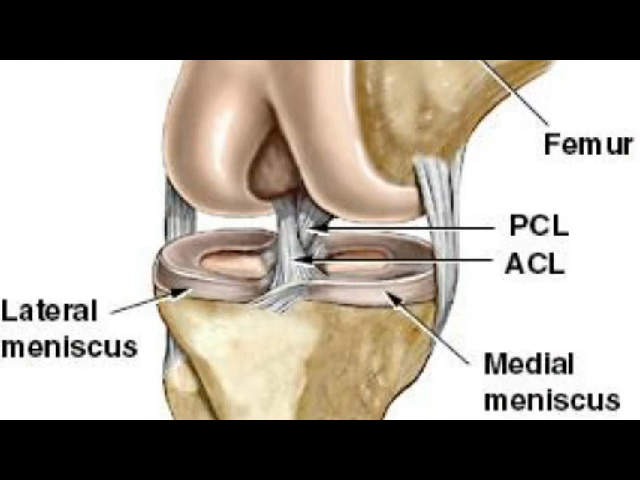 Femur
PCL
ACL
Lateral
meniscus
Medial
meniscus